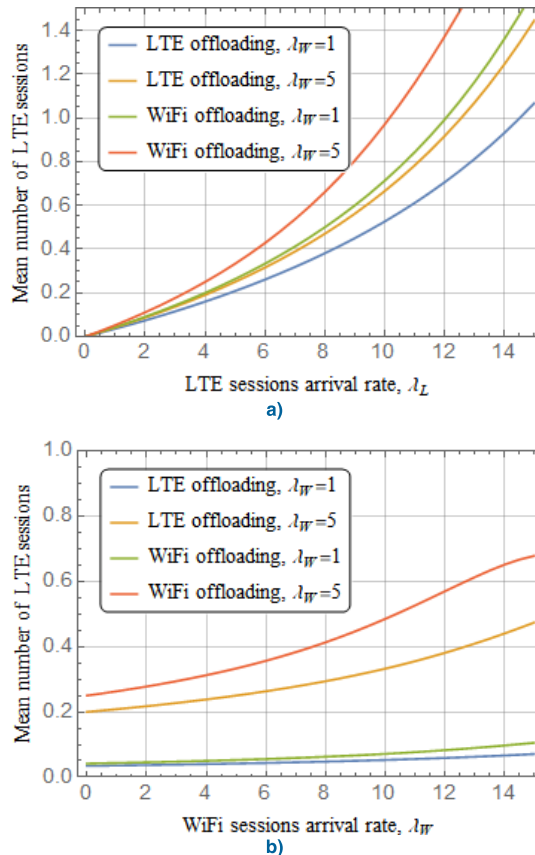 Mean number of LTE sessions
1.4
1.2
1.0
0.8
0.6
0.4
0.2
0.0
LTE offloading, λW=1
LTE offloading, λW=5
WiFi offloading, λW=1
WiFi offloading, λW=5
0 2 4 6 8 10 12 14
LTE sessions arrival rate, λL
a)
Mean number of LTE sessions
1.0
0.8
0.6
0.4
0.2
0.0
LTE offloading, λW=1
LTE offloading, λW=5
WiFi offloading, λW=1
WiFi offloading, λW=5
0 2 4 6 8 10 12 14
WiFi sessions arrival rate, λW
b)